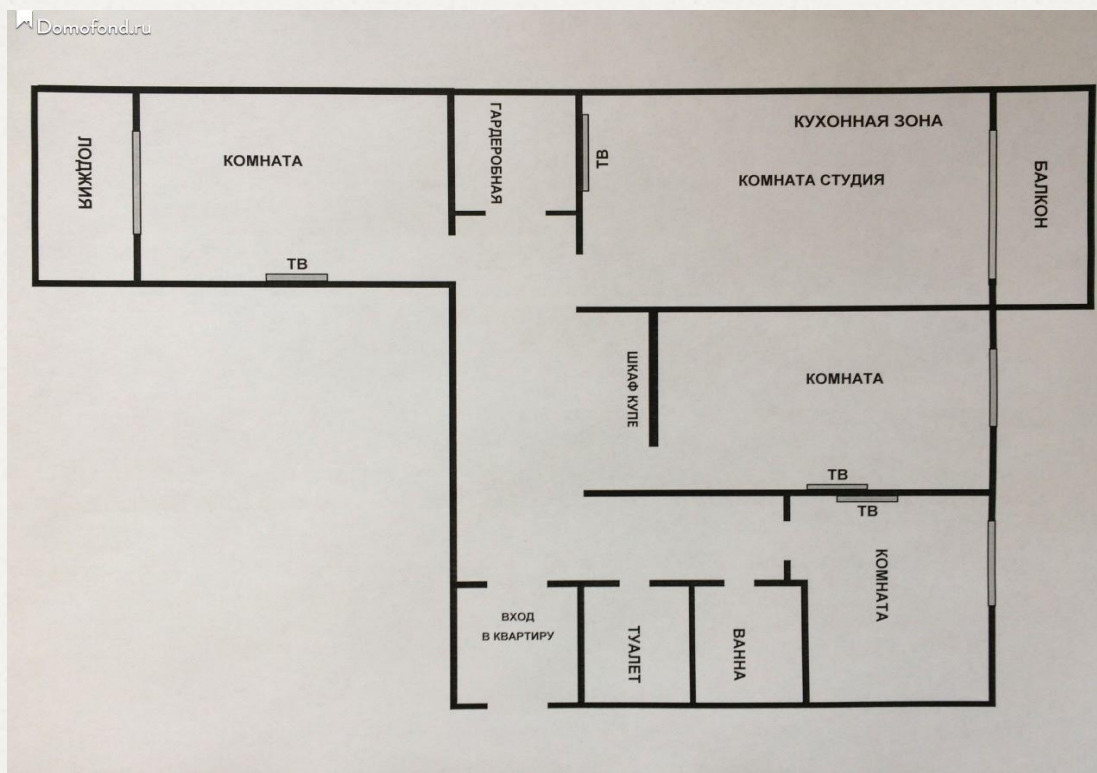 Domofond.ru
ЛОДЖИЯ
КОМНАТА
ТВ
ГАРДЕРОБНАЯ
ТВ
КУХОННАЯ ЗОНА
КОМНАТА СТУДИЯ
БАЛКОН
ШКАФ КУПЕ
КОМНАТА
ТВ
ТВ
КОМНАТА
ВХОД
В КВАРТИРУ
ТУАЛЕТ
ВАННА